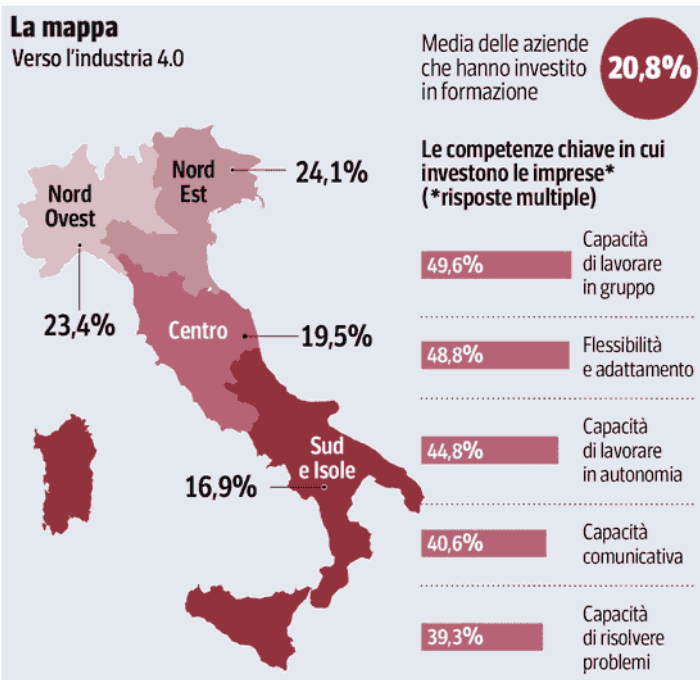 La mappa
Verso l'industria 4.0
Media delle aziende
che hanno investito
in formazione
20,8%
Nord
Ovest
23,4%
Nord
Est
24,1%
Centro
19,5%
Sud
e Isole
16,9%
Le competenze chiave in cui
investono le imprese*
(*risposte multiple)
49,6%
Capacità
di lavorare
in gruppo
48,8%
Flessibilità
e adattamento
44,8%
Capacità
di lavorare
in autonomia
40,6%
Capacità
comunicativa
39,3%
Capacità
di risolvere
problemi